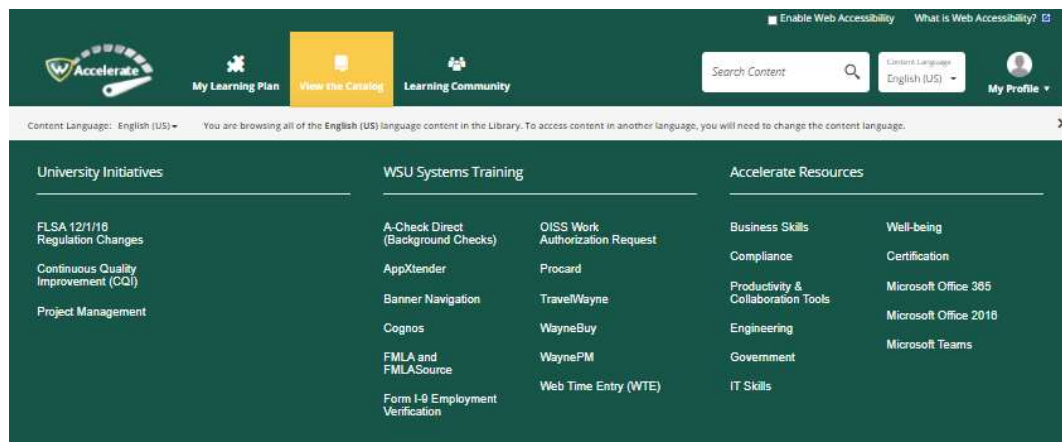 Enable Web Accessibility What is Web Accessibility?
W Accelerate
My Learning Plan
View the Catalog
Learning Community
Search Content
Content Language
English (US)
My Profile
Content Language: English (US) You are browsing all of the English (US) language content in the Library. To access content in another language, you will need to change the content language.
University Initiatives
FLSA 12/1/16
Regulation Changes
Continuous Quality
Improvement (CQI)
Project Management
WSU Systems Training
A-Check Direct
(Background Checks)
AppXtender
Banner Navigation
Cognos
FMLA and
FMLASource
Form I-9 Employment
Verification
OISS Work
Authorization Request
Procard
TravelWayne
WayneBuy
WaynePM
Web Time Entry (WTE)
Accelerate Resources
Business Skills
Compliance
Productivity &
Collaboration Tools
Engineering
Government
IT Skills
Well-being
Certification
Microsoft Office 365
Microsoft Office 2016
Microsoft Teams